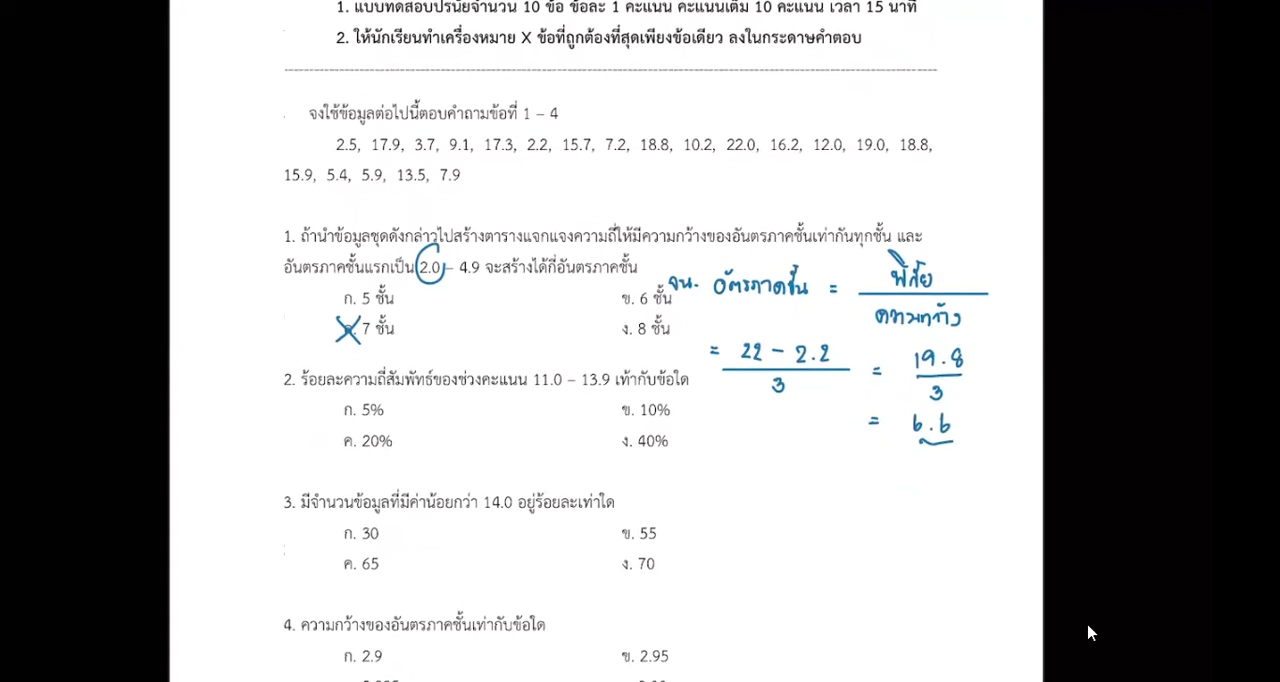 1. แบบทดสอบปรนัยจำนวน 10 ข้อ ข้อละ 1 คะแนน คะแนนเต็ม 10 คะแนน เวลา 15 นาที
2. ให้นักเรียนทำเครื่องหมาย X ข้อที่ถูกต้องที่สุดเพียงข้อเดียว ลงในกระดาษคำตอบ
จงใช้ข้อมูลต่อไปนี้ตอบคำถามข้อที่ 1 – 4
2.5, 17.9, 3.7, 9.1, 17.3, 2.2, 15.7, 7.2, 18.8, 10.2, 22.0, 16.2, 12.0, 19.0, 18.8,
15.9, 5.4, 5.9, 13.5, 7.9
1. ถ้านำข้อมูลชุดดังกล่าวไปสร้างตารางแจกแจงความถี่ให้มีความกว้างของอันตรภาคชั้นเท่ากันทุกชั้น และ
อันตรภาคชั้นแรกเป็น 2.0 – 4.9 จะสร้างได้กี่อันตรภาคชั้น
ก. 5 ชั้น ข. 6 ชั้น
7 ชั้น ง. 8 ชั้น
จน. อัตรภาคชั้น = พิสัย
ความกว้าง
= 22 - 2.2 = 19.8
3 3
= 6.6
2. ร้อยละความถี่สัมพัทธ์ของช่วงคะแนน 11.0 – 13.9 เท่ากับข้อใด
ก. 5% ข. 10%
ค. 20% ง. 40%
3. มีจำนวนข้อมูลที่มีค่าน้อยกว่า 14.0 อยู่ร้อยละเท่าใด
ก. 30 ข. 55
ค. 65 ง. 70
4. ความกว้างของอันตรภาคชั้นเท่ากับข้อใด
ก. 2.9 ข. 2.95